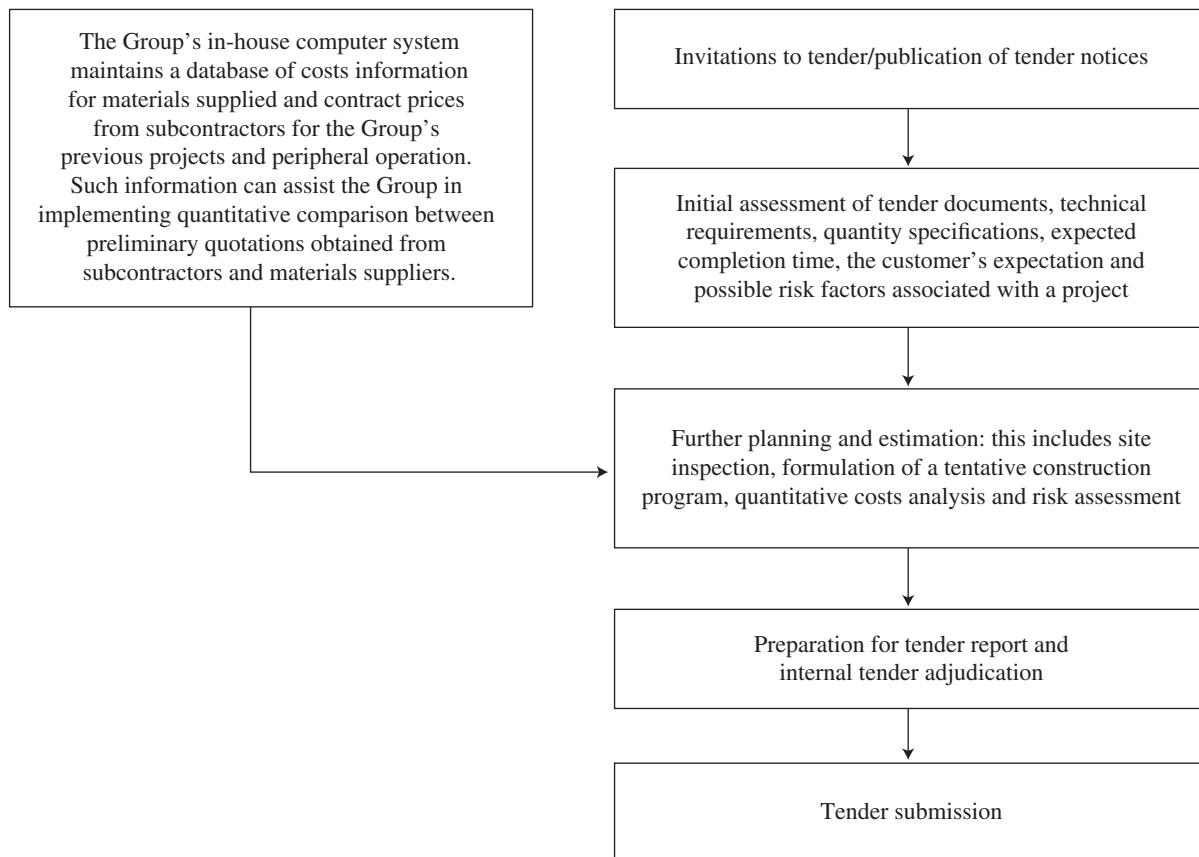 The Group’s in-house computer system
maintains a database of costs information
for materials supplied and contract prices
from subcontractors for the Group’s
previous projects and peripheral operation.
Such information can assist the Group in
implementing quantitative comparison between
preliminary quotations obtained from
subcontractors and materials suppliers.
Invitations to tender/publication of tender notices
Initial assessment of tender documents, technical
requirements, quantity specifications, expected
completion time, the customer’s expectation and
possible risk factors associated with a project
Further planning and estimation: this includes site
inspection, formulation of a tentative construction
program, quantitative costs analysis and risk assessment
Preparation for tender report and
internal tender adjudication
Tender submission